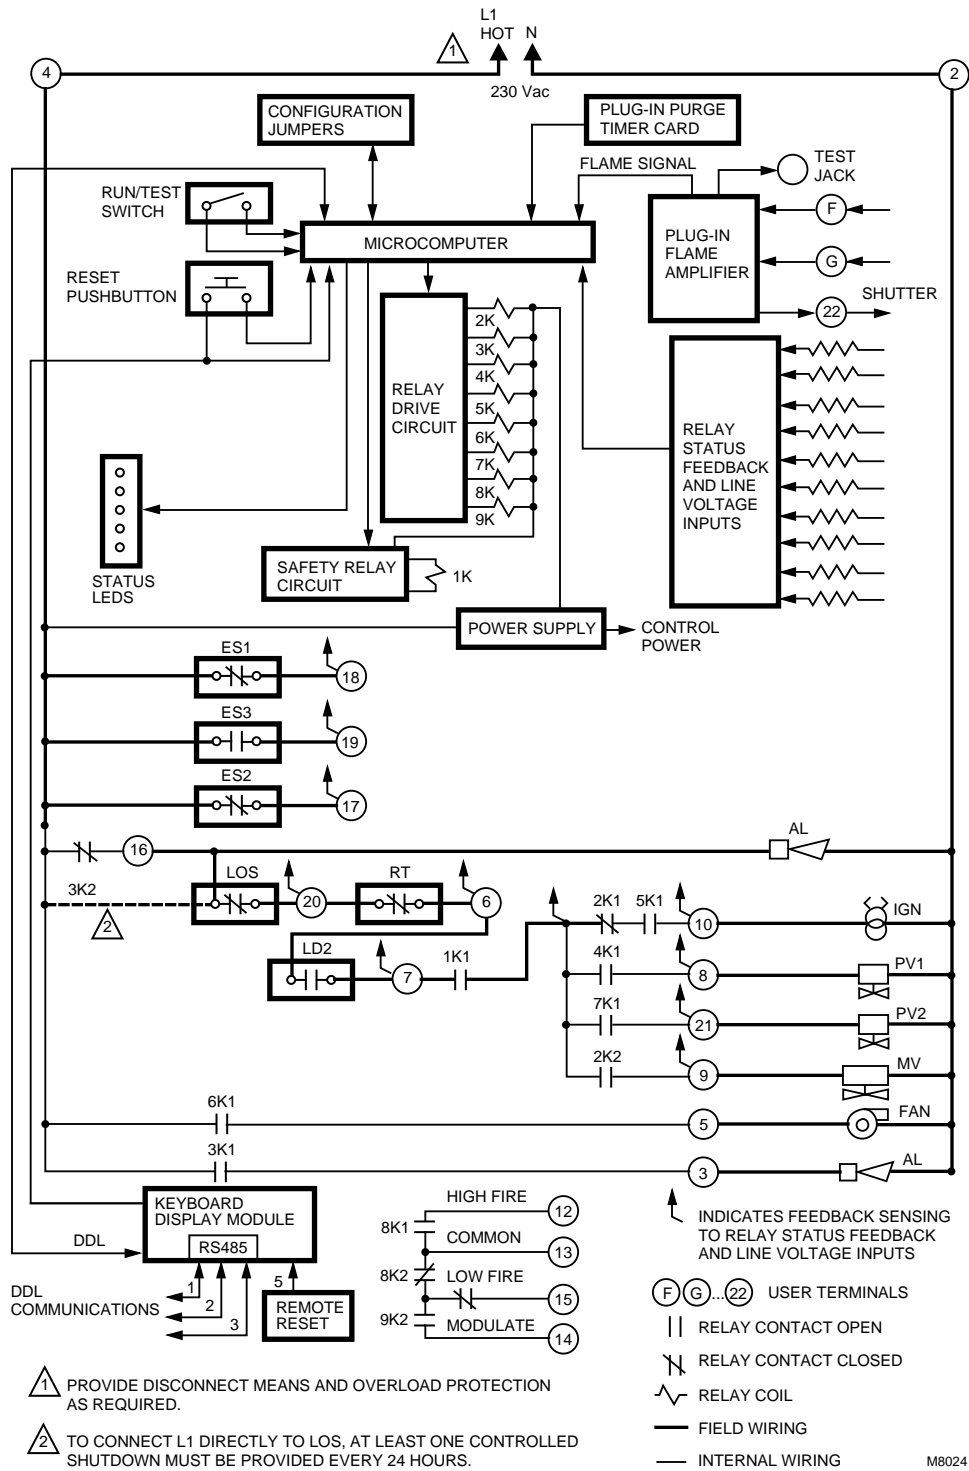 L1
HOT N
1
4
2
230 Vac
CONFIGURATION
JUMPERS
PLUG-IN PURGE
TIMER CARD
FLAME SIGNAL
TEST
JACK
RUN/TEST
SWITCH
MICROCOMPUTER
PLUG-IN
FLAME
AMPLIFIER
F
G
22
SHUTTER
RESET
PUSHBUTTON
RELAY
DRIVE
CIRCUIT
2K
3K
4K
5K
6K
7K
8K
9K
RELAY
STATUS
FEEDBACK
AND LINE
VOLTAGE
INPUTS
STATUS
LEDS
SAFETY RELAY
CIRCUIT
1K
POWER SUPPLY
CONTROL
POWER
ES1
18
ES3
19
ES2
17
16
AL
3K2
2
LOS
20
RT
6
LD2
7
1K1
2K1
5K1
10
IGN
4K1
8
PV1
7K1
21
PV2
2K2
9
MV
6K1
5
FAN
3K1
3
AL
KEYBOARD
DISPLAY MODULE
RS485
DDL
DDL
COMMUNICATIONS
1
2
3
5
REMOTE
RESET
HIGH FIRE
12
8K1
COMMON
13
8K2
LOW FIRE
15
9K2
MODULATE
14
INDICATES FEEDBACK SENSING
TO RELAY STATUS FEEDBACK
AND LINE VOLTAGE INPUTS
F G ... 22 USER TERMINALS
RELAY CONTACT OPEN
RELAY CONTACT CLOSED
RELAY COIL
FIELD WIRING
INTERNAL WIRING
1 PROVIDE DISCONNECT MEANS AND OVERLOAD PROTECTION
AS REQUIRED.
2 TO CONNECT L1 DIRECTLY TO LOS, AT LEAST ONE CONTROLLED
SHUTDOWN MUST BE PROVIDED EVERY 24 HOURS.
M8024